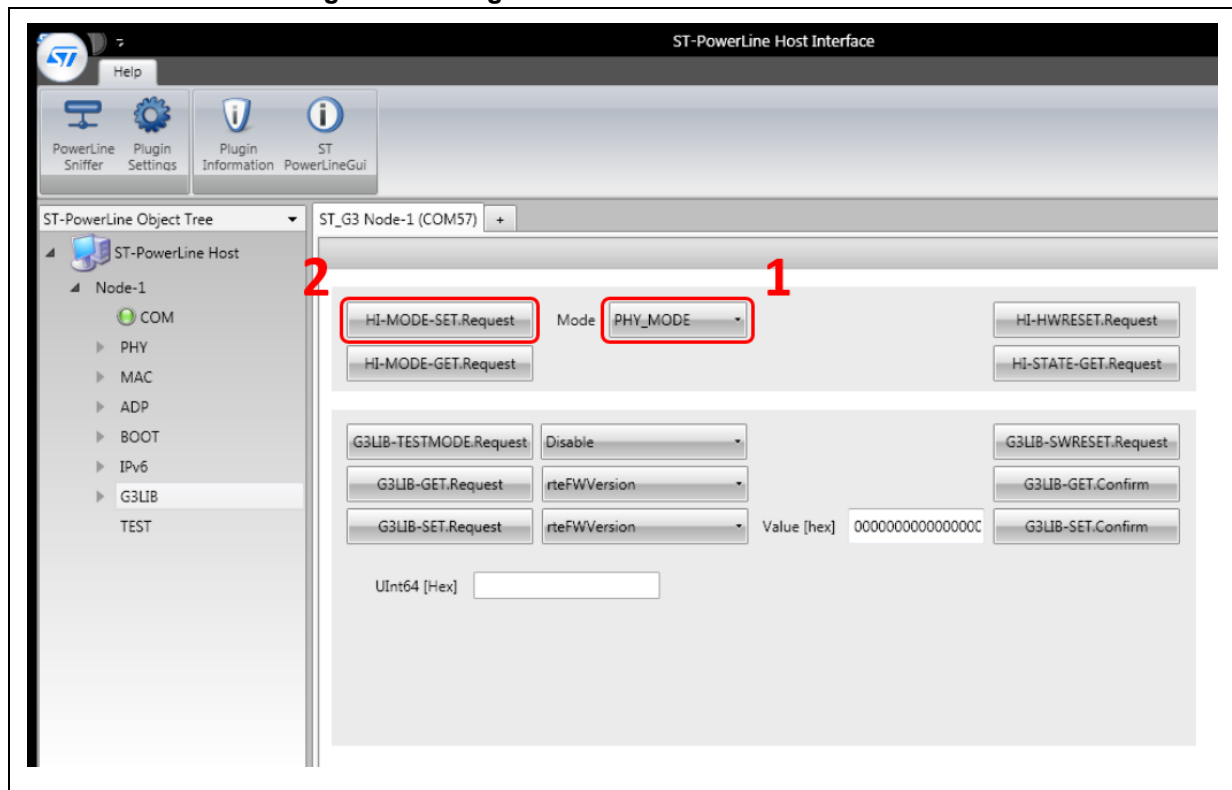 ST-PowerLine Host Interface
ST
Help
PowerLine Sniffer
Plugin Settings
Plugin Information
ST PowerLineGui
ST-PowerLine Object Tree
ST_G3 Node-1 (COM57) +
ST-PowerLine Host
Node-1
COM
PHY
MAC
ADP
BOOT
IPv6
G3LIB
TEST
2
1
HI-MODE-SET.Request Mode PHY_MODE HI-HWRESET.Request
HI-MODE-GET.Request HI-STATE-GET.Request
G3LIB-TESTMODE.Request Disable G3LIB-SWRESET.Request
G3LIB-GET.Request rteFWVersion G3LIB-GET.Confirm
G3LIB-SET.Request rteFWVersion Value [hex] G3LIB-SET.Confirm
UInt64 [Hex]